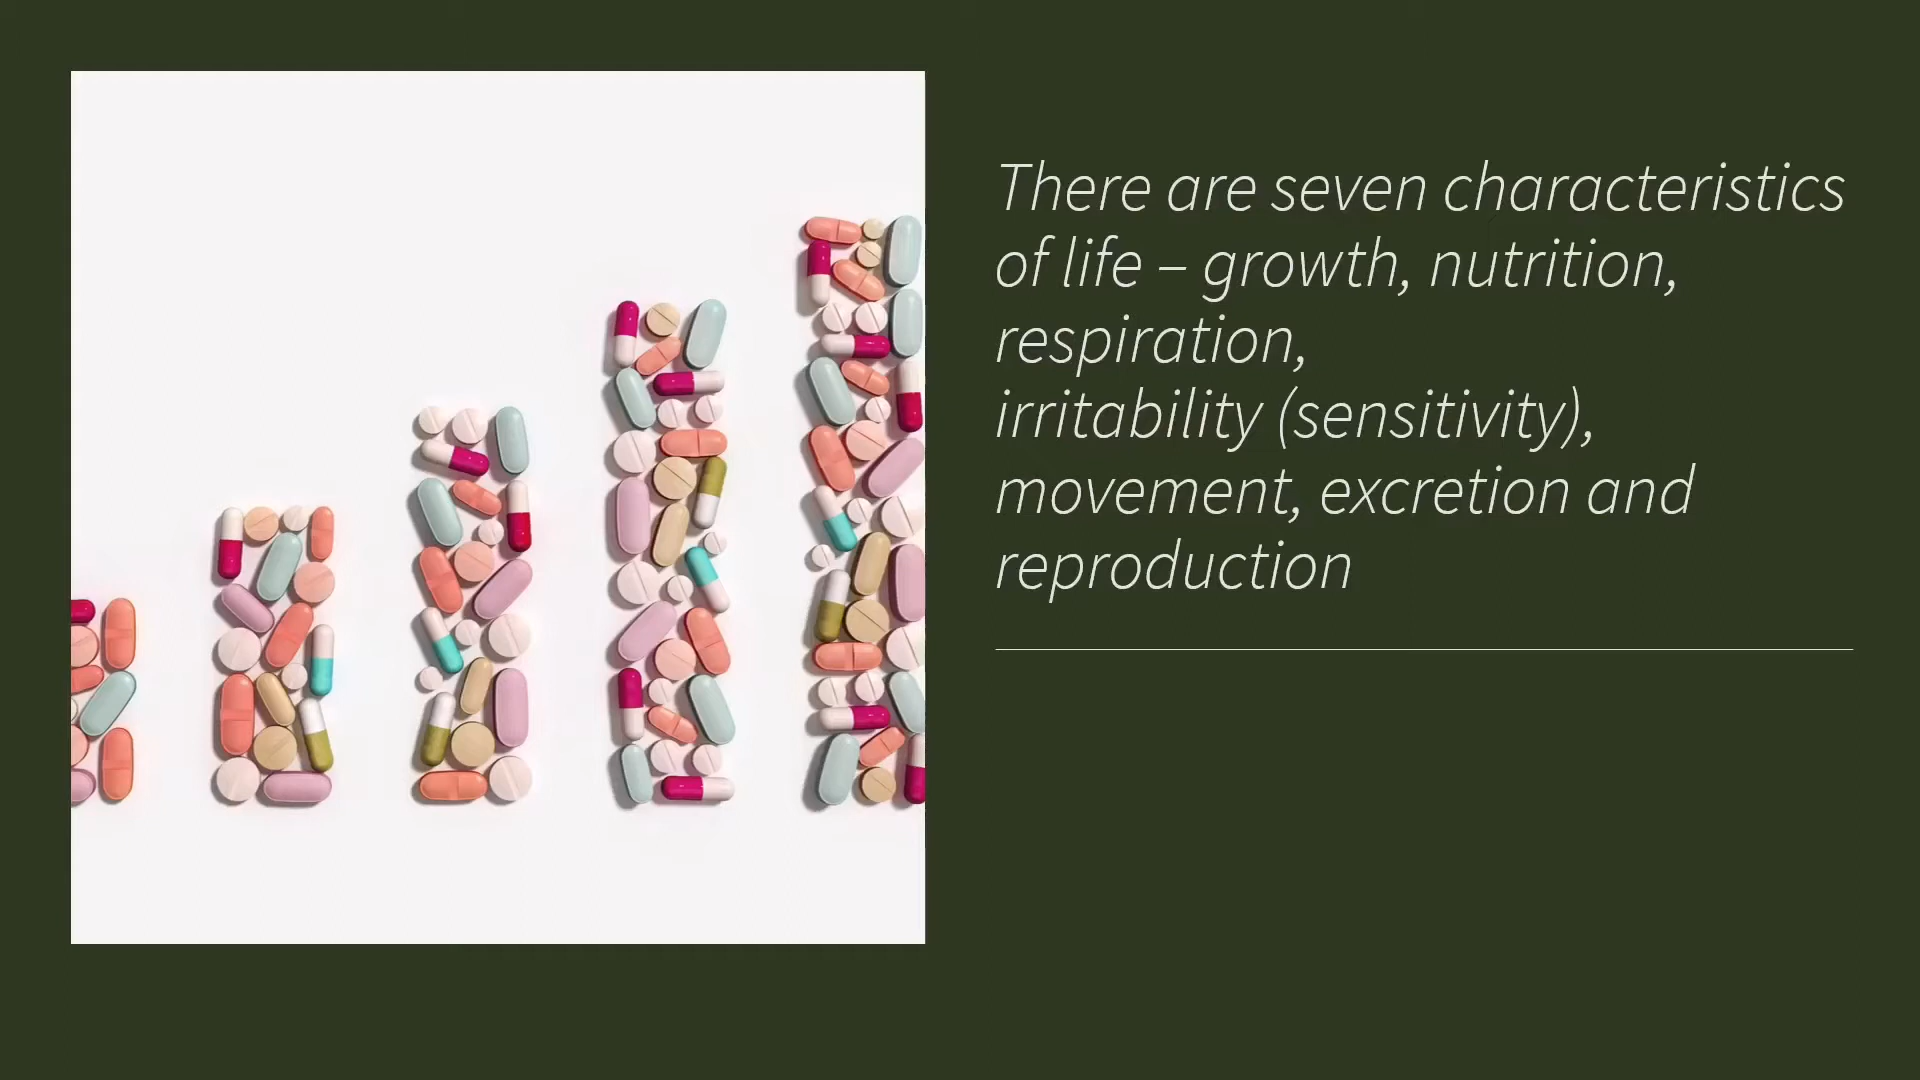 There are seven characteristics
of life – growth, nutrition,
respiration,
irritability (sensitivity),
movement, excretion and
reproduction